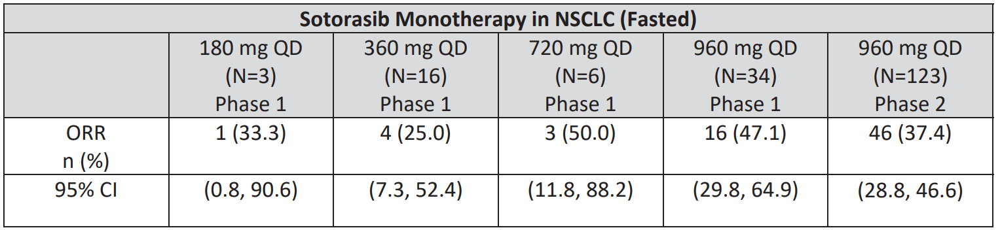 Sotorasib Monotherapy in NSCLC (Fasted)
180 mg QD 360 mg QD 720 mg QD 960 mg QD 960 mg QD
(N=3) (N=16) (N=6) (N=34) (N=123)
Phase 1 Phase 1 Phase 1 Phase 1 Phase 2
ORR 1 (33.3) 4 (25.0) 3 (50.0) 16 (47.1) 46 (37.4)
n (%)
95% CI (0.8, 90.6) (7.3, 52.4) (11.8, 88.2) (29.8, 64.9) (28.8, 46.6)